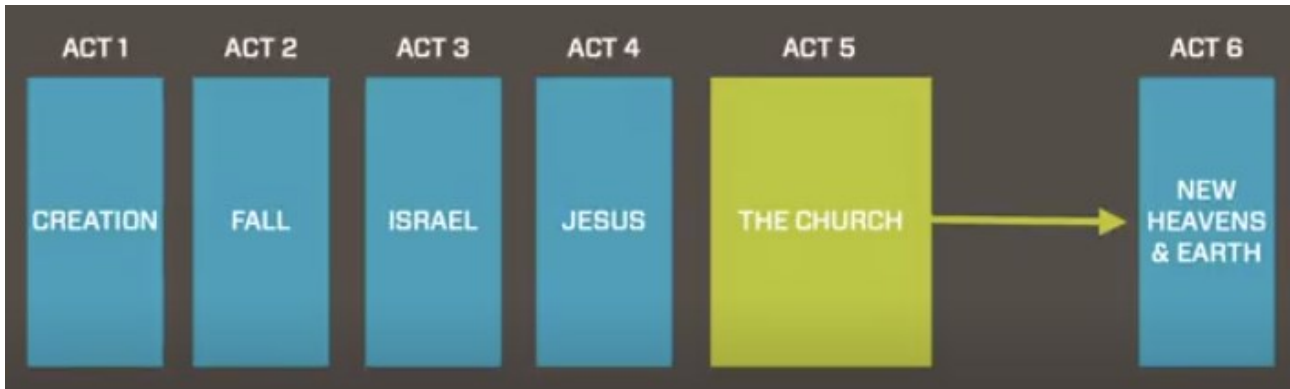 ACT 1
ACT 2
ACT 3
ACT 4
ACT 5
ACT 6
CREATION
FALL
ISRAEL
JESUS
THE CHURCH
NEW
HEAVENS
& EARTH